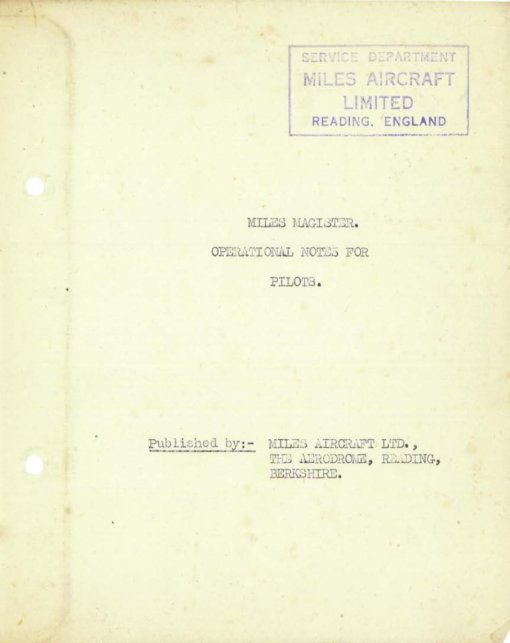 SERVICE DEPARTMENT
MILES AIRCRAFT
LIMITED
READING, ENGLAND
MILES MAGISTER.
OPERATIONAL NOTES FOR
PILOTS.
Published by:- MILES AIRCRAFT LTD.,
THE AERODROME, READING,
BERKSHIRE.